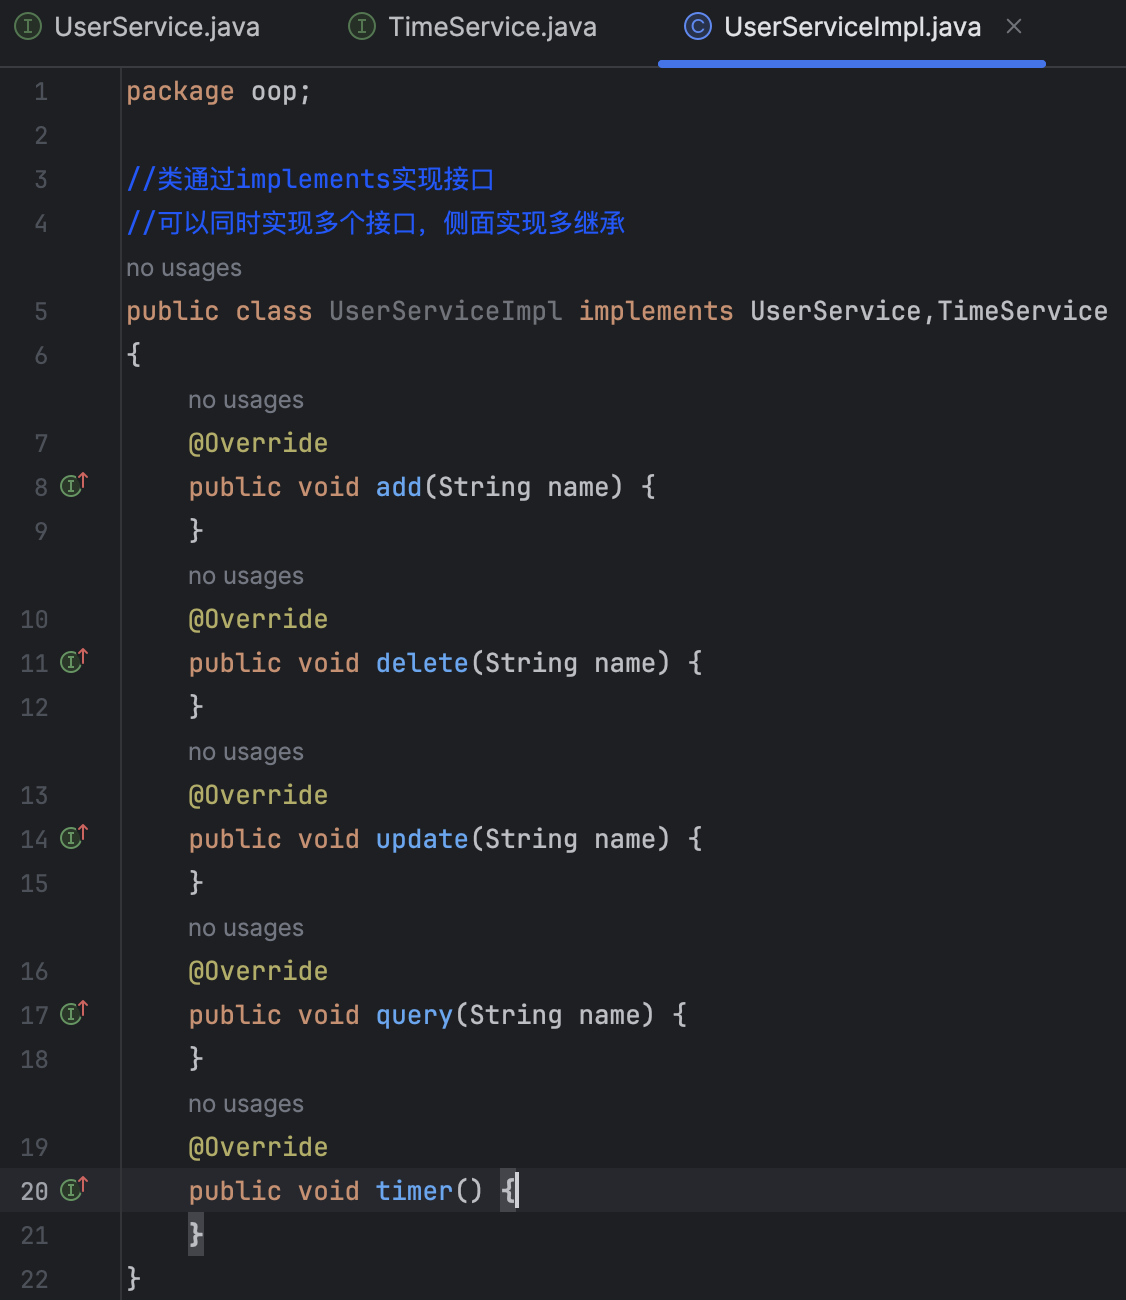 UserService.java TimeService.java UserServiceImpl.java
1 package oop;
2
3 //类通过implements实现接口
4 //可以同时实现多个接口，侧面实现多继承
no usages
5 public class UserServiceImpl implements UserService,TimeService
6 {
no usages
7 @Override
8 public void add(String name) {
9 }
no usages
10 @Override
11 public void delete(String name) {
12 }
no usages
13 @Override
14 public void update(String name) {
15 }
no usages
16 @Override
17 public void query(String name) {
18 }
no usages
19 @Override
20 public void timer() {
21 }
22 }